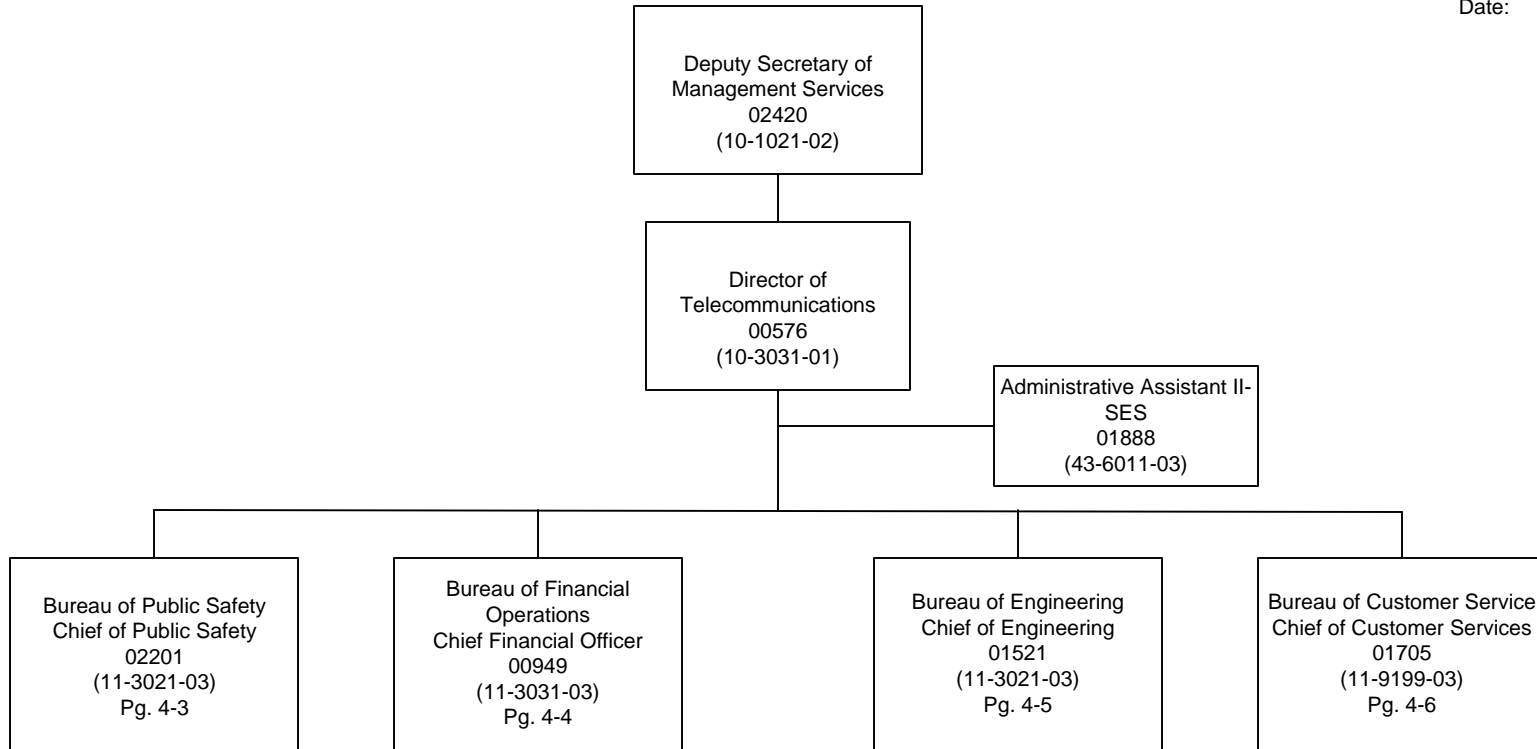 Date:
Deputy Secretary of
Management Services
02420
(10-1021-02)
Director of
Telecommunications
00576
(10-3031-01)
Administrative Assistant II-
SES
01888
(43-6011-03)
Bureau of Public Safety
Chief of Public Safety
02201
(11-3021-03)
Pg. 4-3
Bureau of Financial
Operations
Chief Financial Officer
00949
(11-3031-03)
Pg. 4-4
Bureau of Engineering
Chief of Engineering
01521
(11-3021-03)
Pg. 4-5
Bureau of Customer Service
Chief of Customer Services
01705
(11-9199-03)
Pg. 4-6